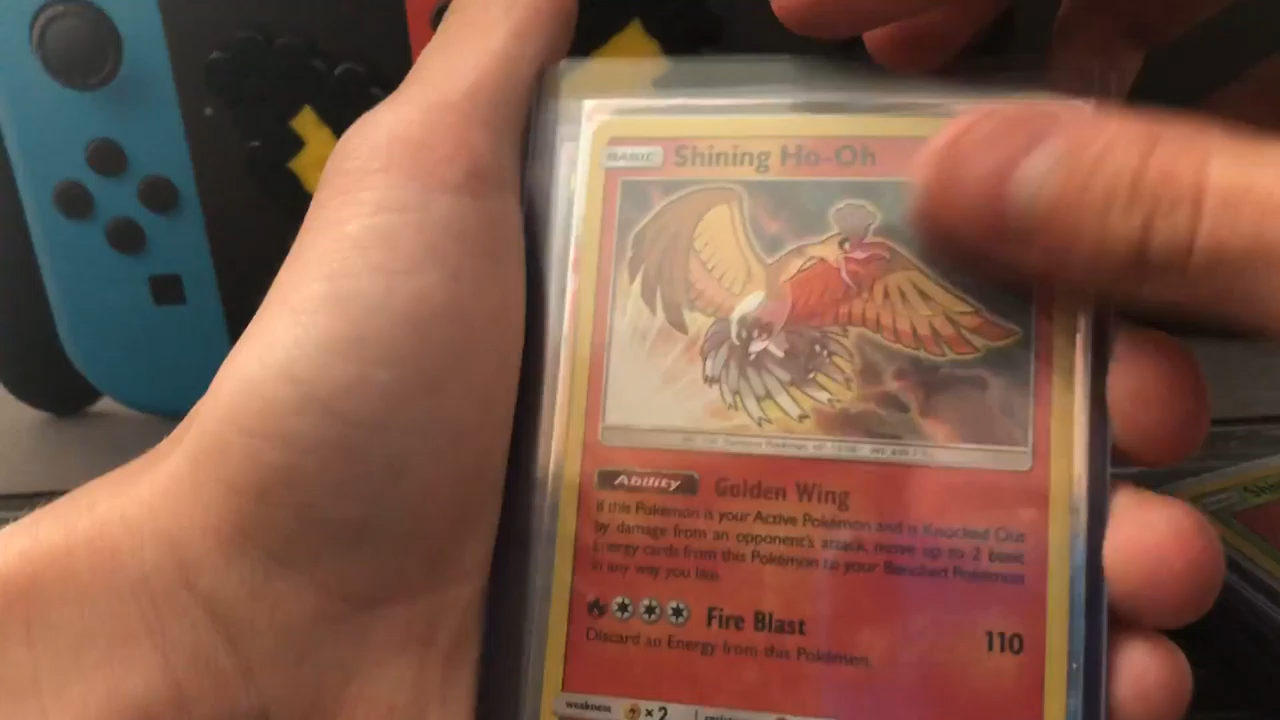 BASIC Shining Ho-Oh
Ability Golden Wing
If this Pokémon is your Active Pokémon and is Knocked Out
by damage from an opponent's attack, move up to 2 basic
Energy cards from this Pokémon to your Benched Pokémon
in any way you like.
Fire Blast 110
Discard an Energy from this Pokémon.
weakness ×2